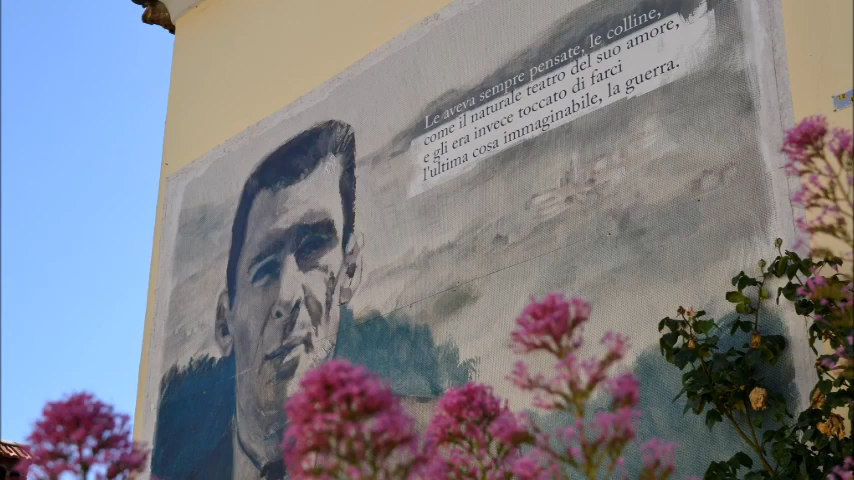 Le aveva sempre pensate, le colline,
come il naturale teatro del suo amore,
e gli era invece toccato di farci
l'ultima cosa immaginabile, la guerra.